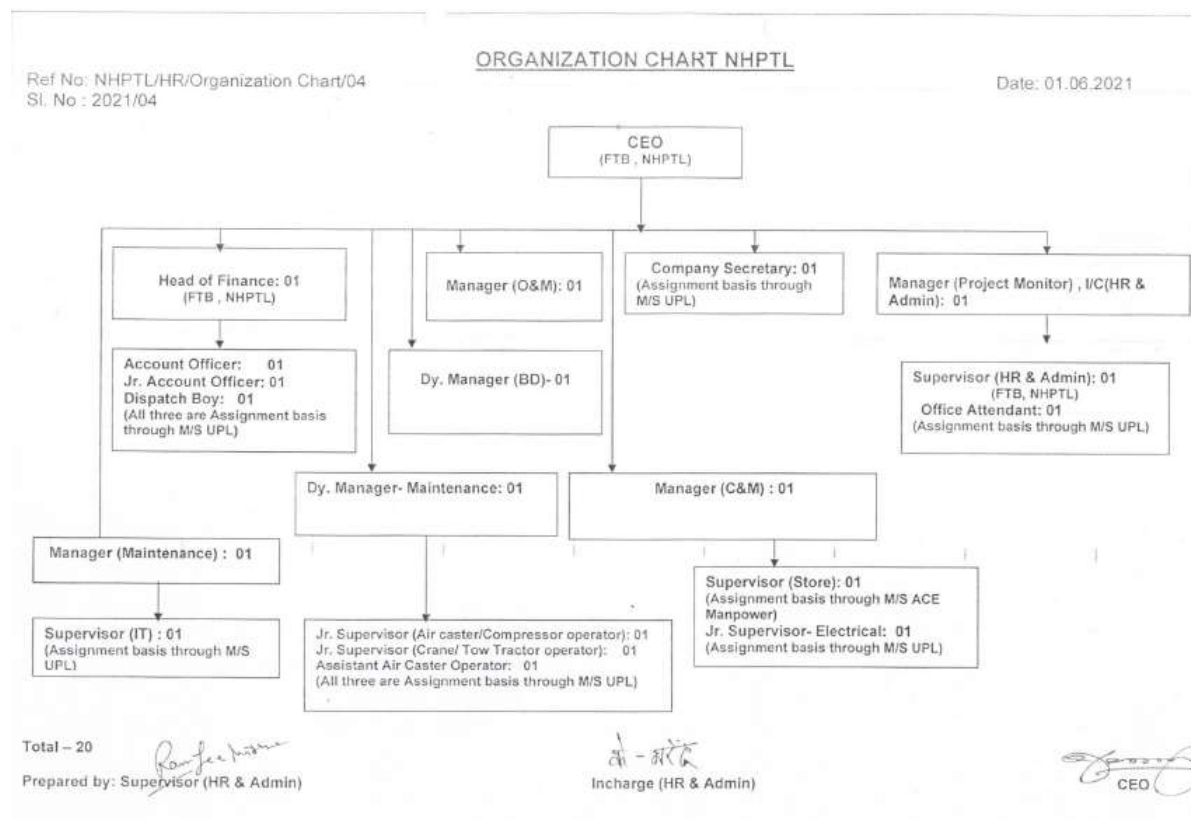 ORGANIZATION CHART NHPTL
Ref No: NHPTL/HR/Organization Chart/04
Date: 01.06.2021
Sl. No : 2021/04
CEO
(FTB , NHPTL)
Head of Finance: 01
(FTB , NHPTL)
Manager (O&M): 01
Company Secretary: 01
(Assignment basis through
M/S UPL)
Manager (Project Monitor) , I/C(HR &
Admin): 01
Account Officer: 01
Jr. Account Officer: 01
Dispatch Boy: 01
(All three are Assignment basis
through M/S UPL)
Dy. Manager (BD)- 01
Supervisor (HR & Admin): 01
(FTB, NHPTL)
Office Attendant: 01
(Assignment basis through M/S UPL)
Dy. Manager- Maintenance: 01
Manager (C&M) : 01
Manager (Maintenance) : 01
Supervisor (IT) : 01
(Assignment basis through M/S
UPL)
Jr. Supervisor (Air caster/Compressor operator): 01
Jr. Supervisor (Crane/ Tow Tractor operator): 01
Assistant Air Caster Operator: 01
(All three are Assignment basis through M/S UPL)
Supervisor (Store): 01
(Assignment basis through M/S ACE
Manpower)
Jr. Supervisor- Electrical: 01
(Assignment basis through M/S UPL)
Total – 20
Prepared by: Supervisor (HR & Admin)
Incharge (HR & Admin)
CEO